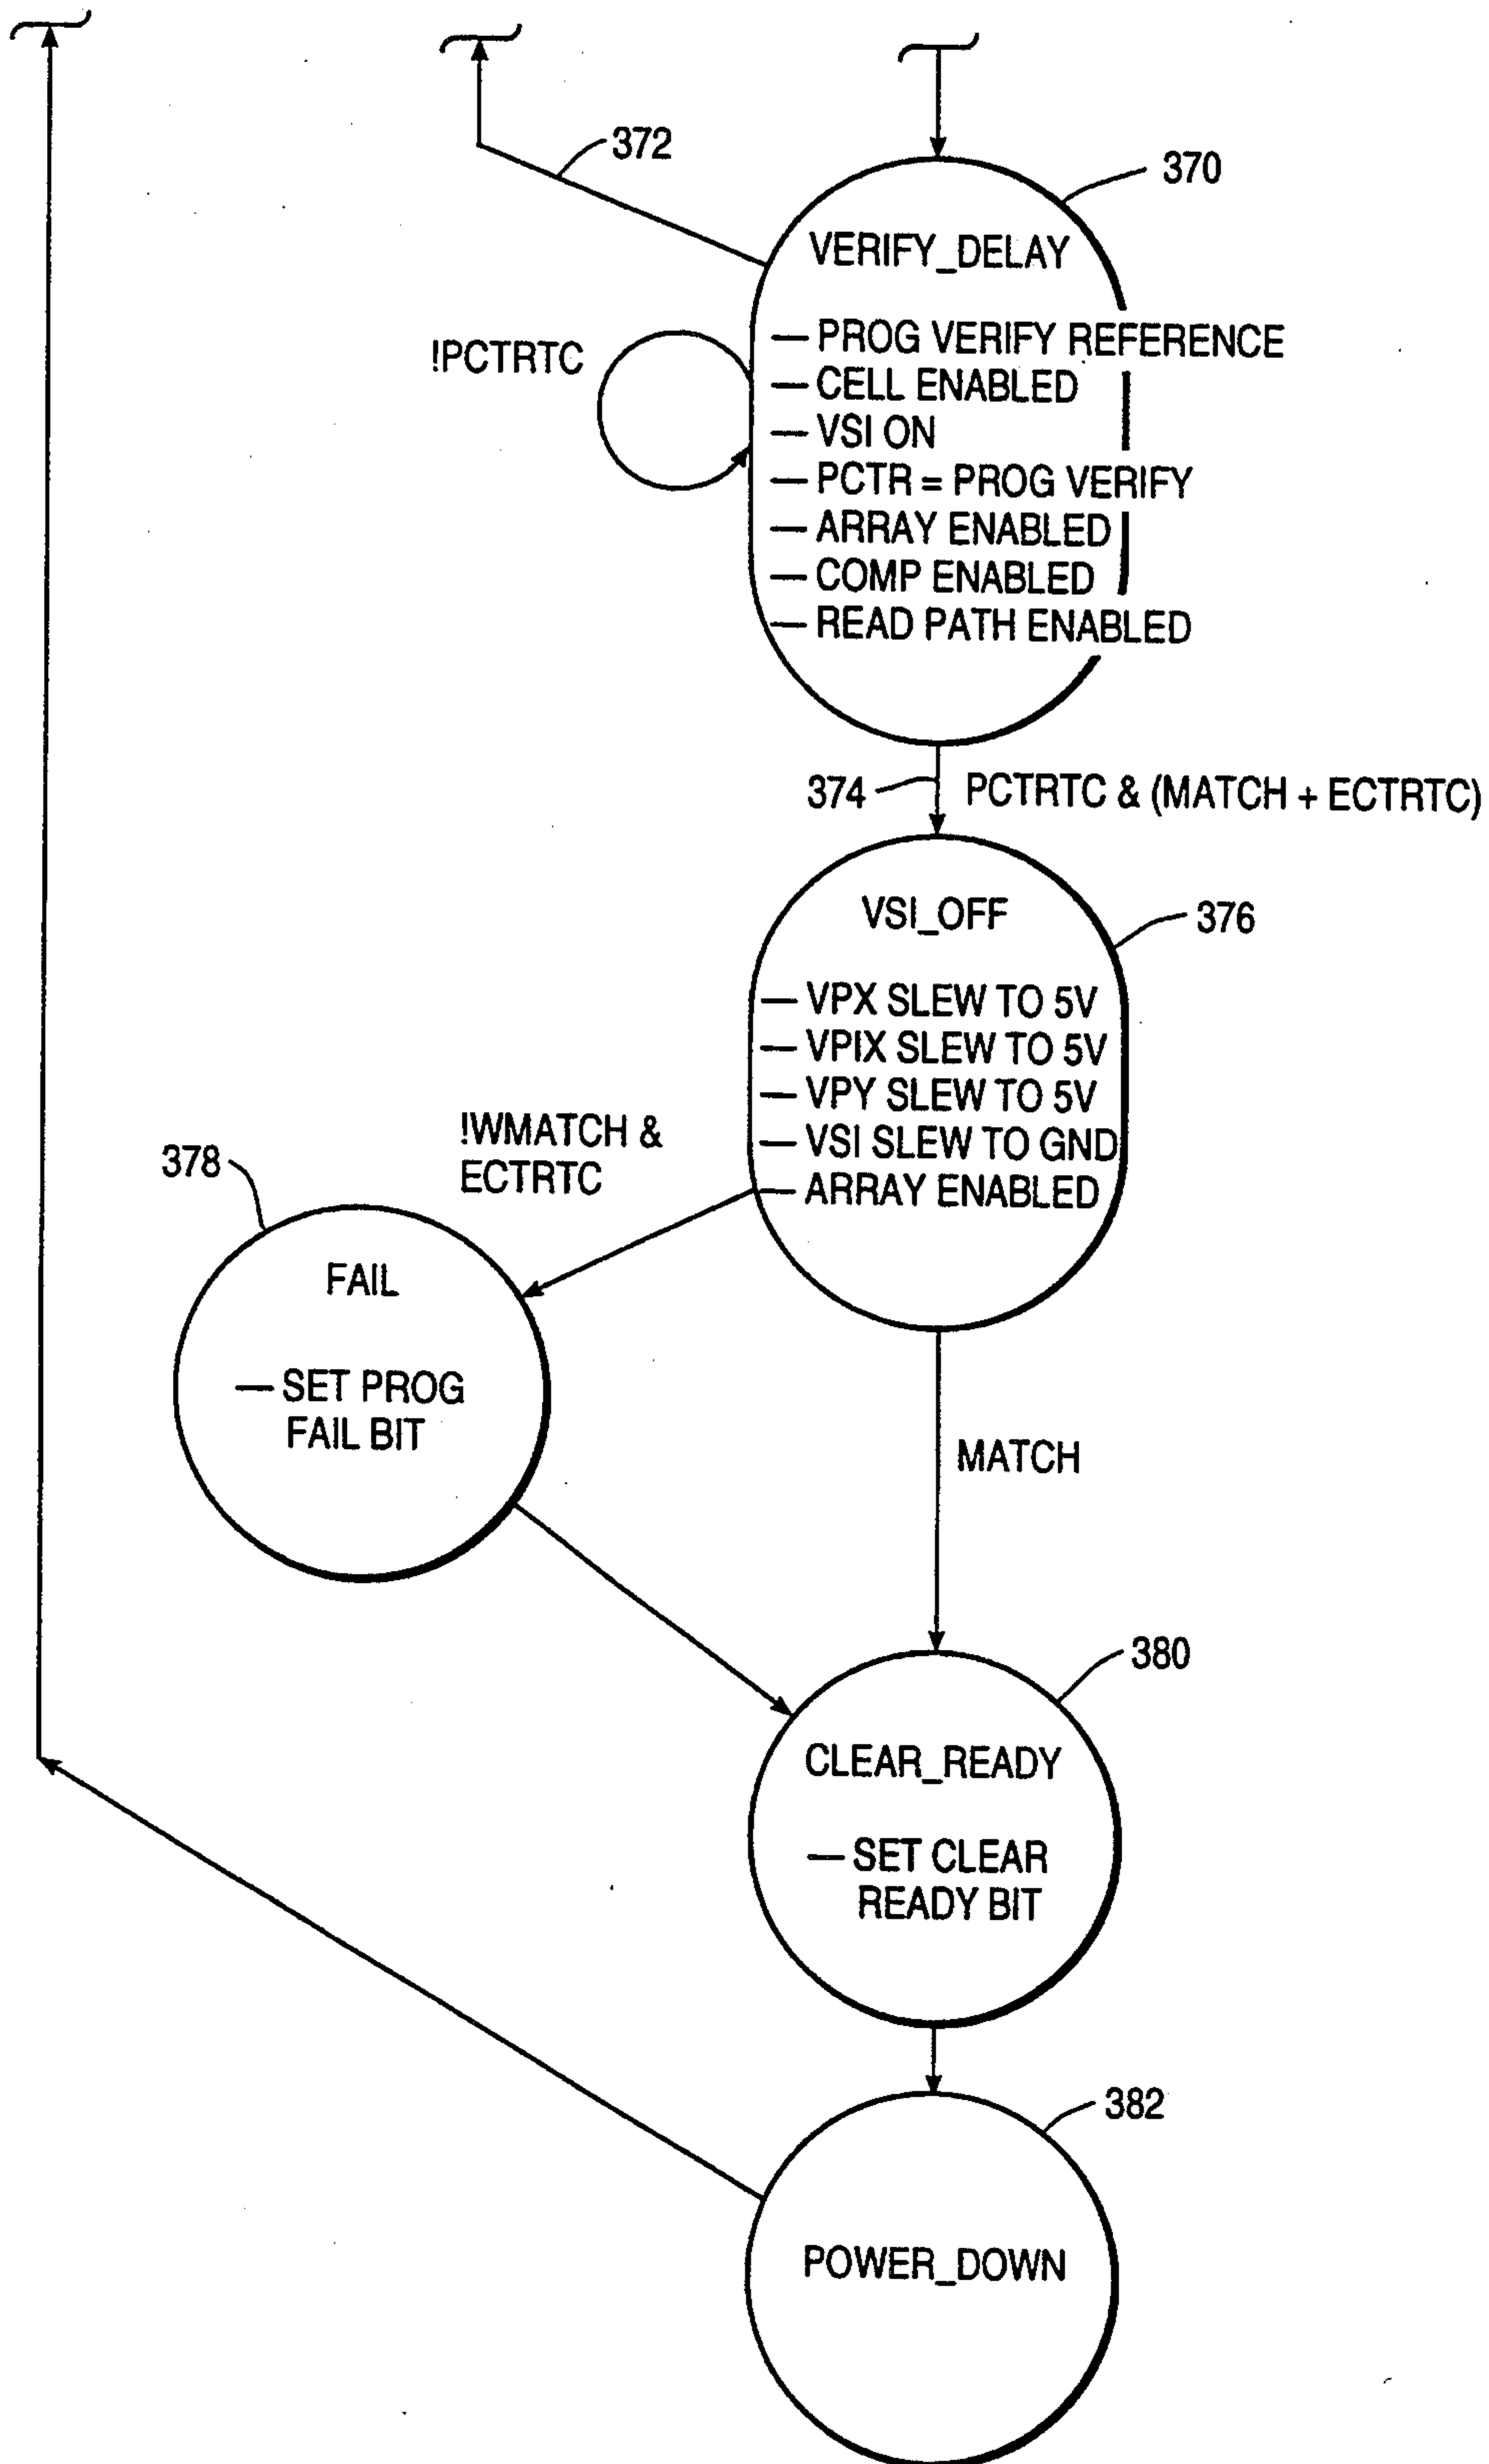 372
370
VERIFY_DELAY
— PROG VERIFY REFERENCE
!PCTRTC
— CELL ENABLED
— VSI ON
— PCTR = PROG VERIFY
— ARRAY ENABLED
— COMP ENABLED
— READ PATH ENABLED
374
PCTRTC & (MATCH + ECTRTC)
VSI_OFF
376
— VPX SLEW TO 5V
— VPIX SLEW TO 5V
— VPY SLEW TO 5V
— VSI SLEW TO GND
— ARRAY ENABLED
!WMATCH &
ECTRTC
378
FAIL
— SET PROG
FAIL BIT
MATCH
380
CLEAR_READY
— SET CLEAR
READY BIT
382
POWER_DOWN